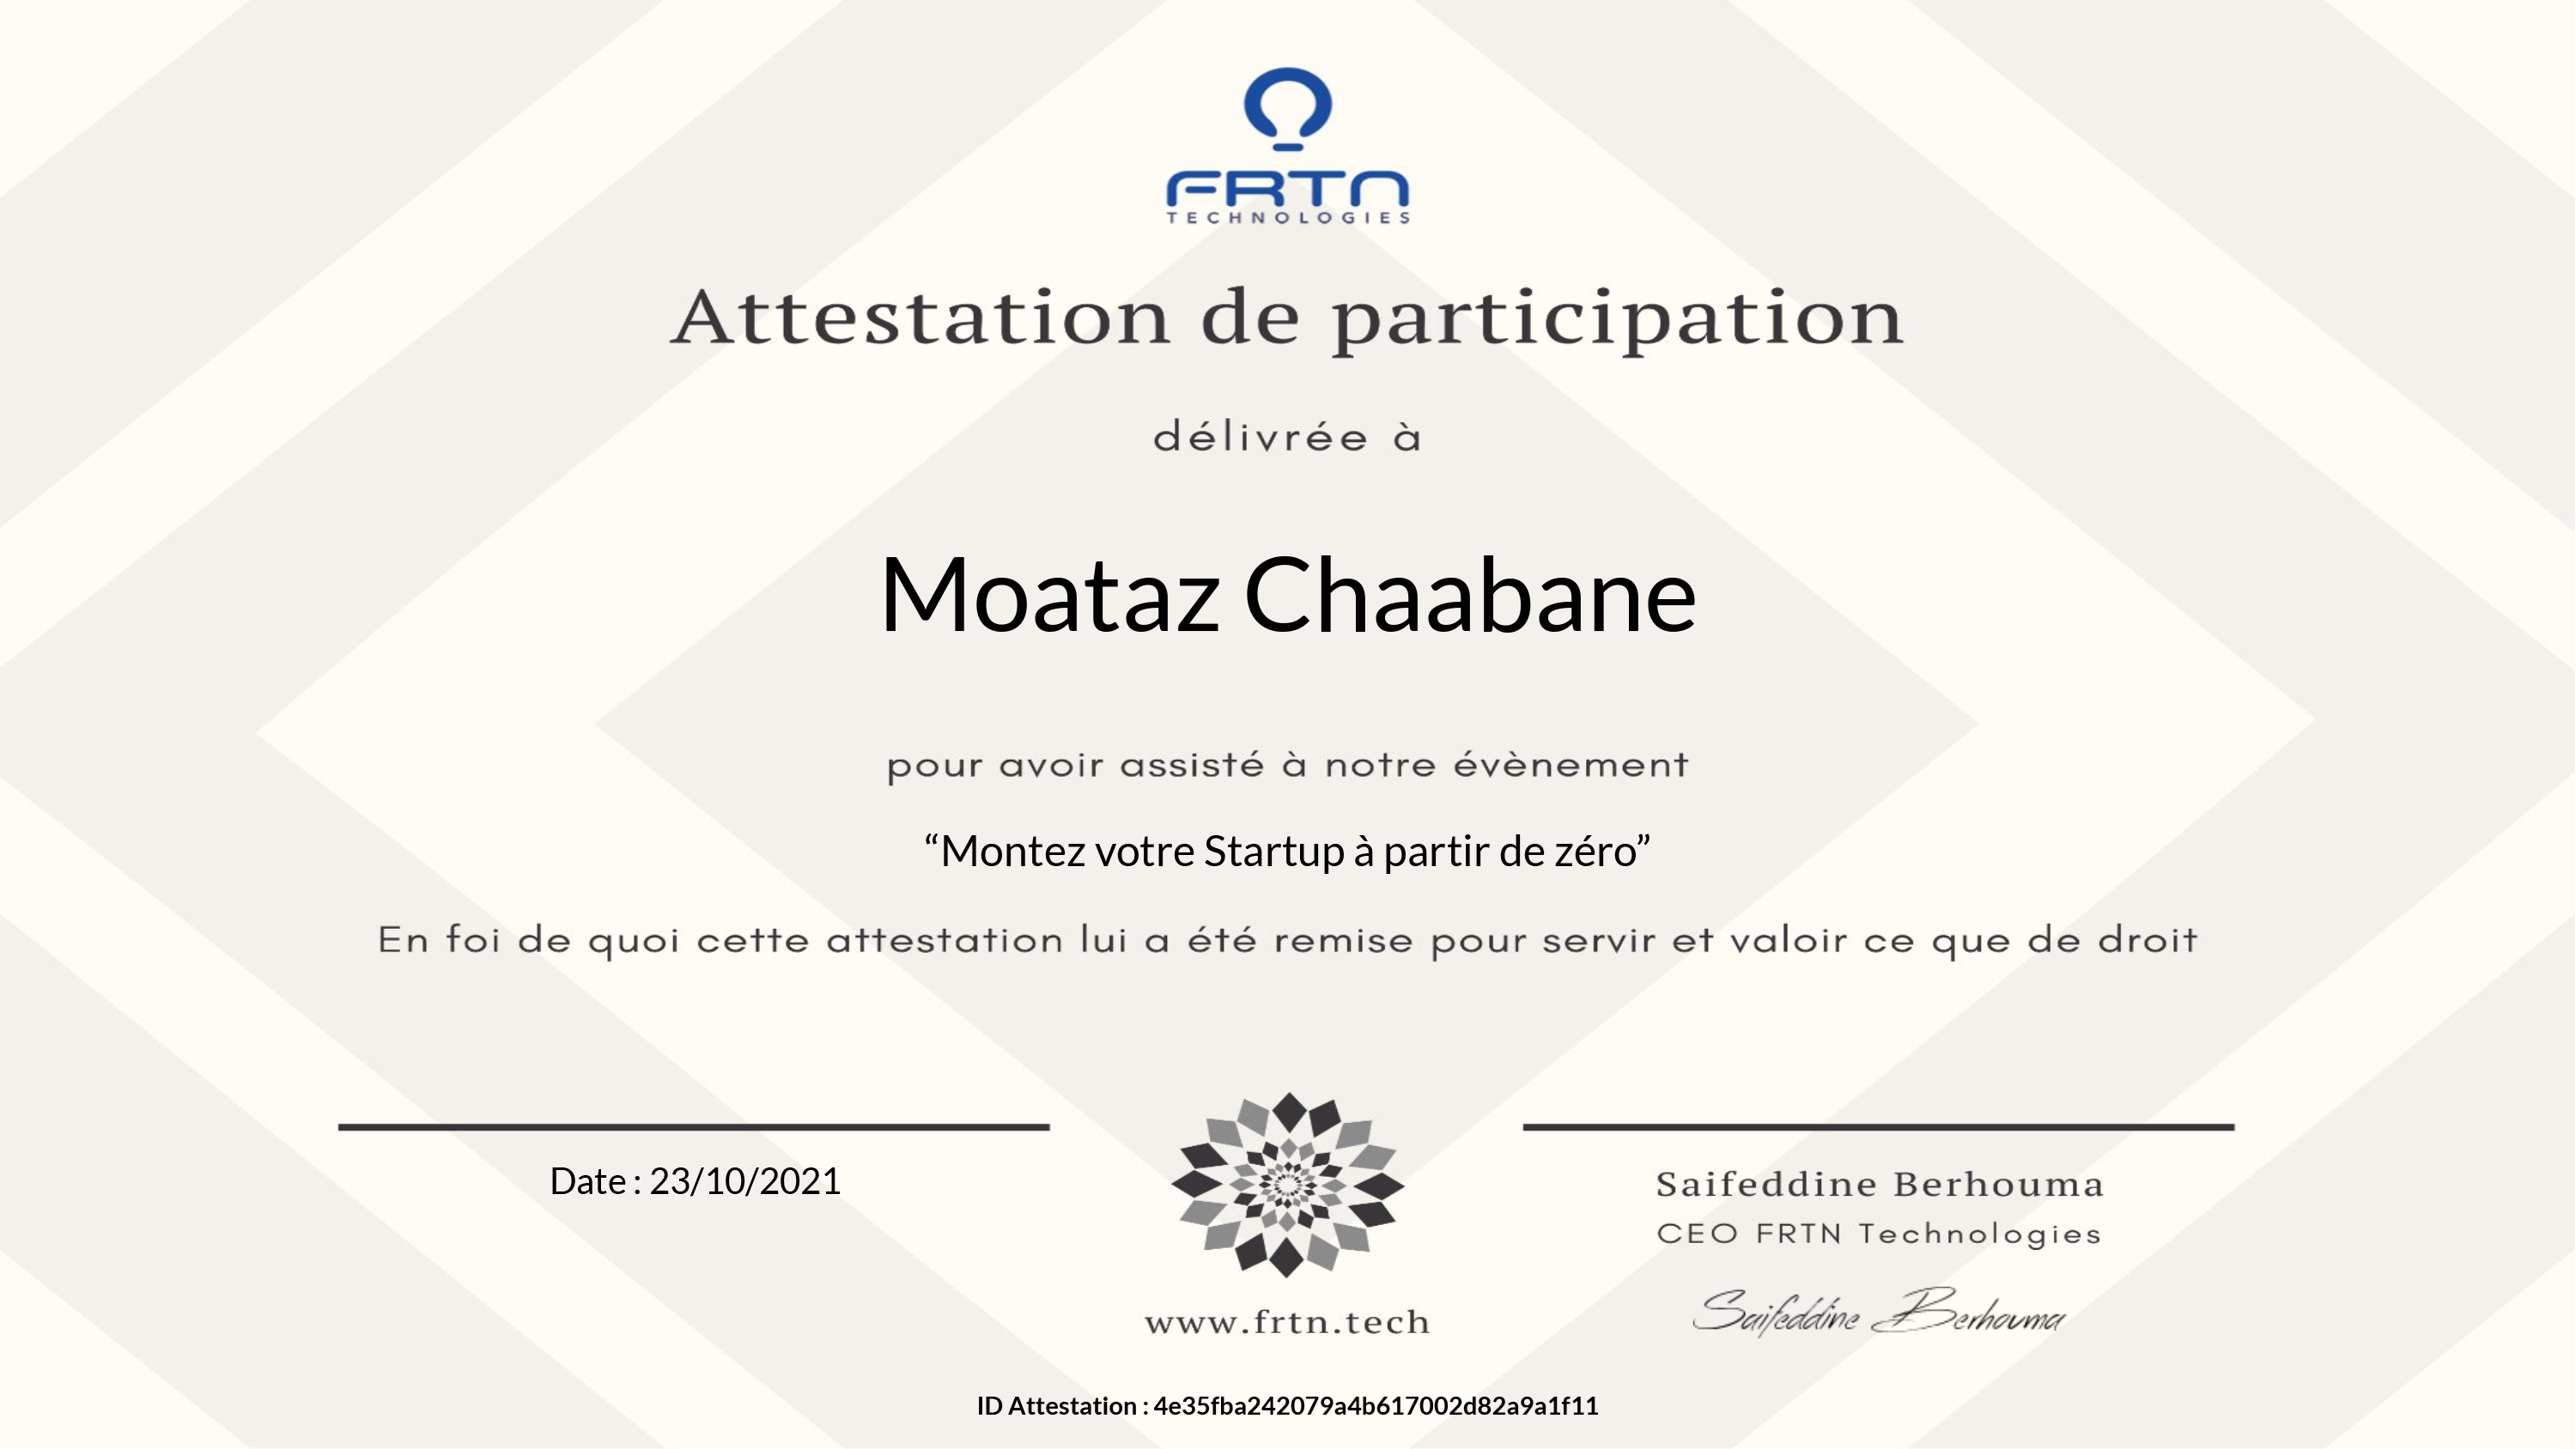 FRTN
TECHNOLOGIES
Attestation de participation
délivrée à
Moataz Chaabane
pour avoir assisté à notre évènement
“Montez votre Startup à partir de zéro”
En foi de quoi cette attestation lui a été remise pour servir et valoir ce que de droit
Date : 23/10/2021
Saifeddine Berhouma
CEO FRTN Technologies
Saifeddine Berhouma
www.frtn.tech
ID Attestation : 4e35fba242079a4b617002d82a9a1f11